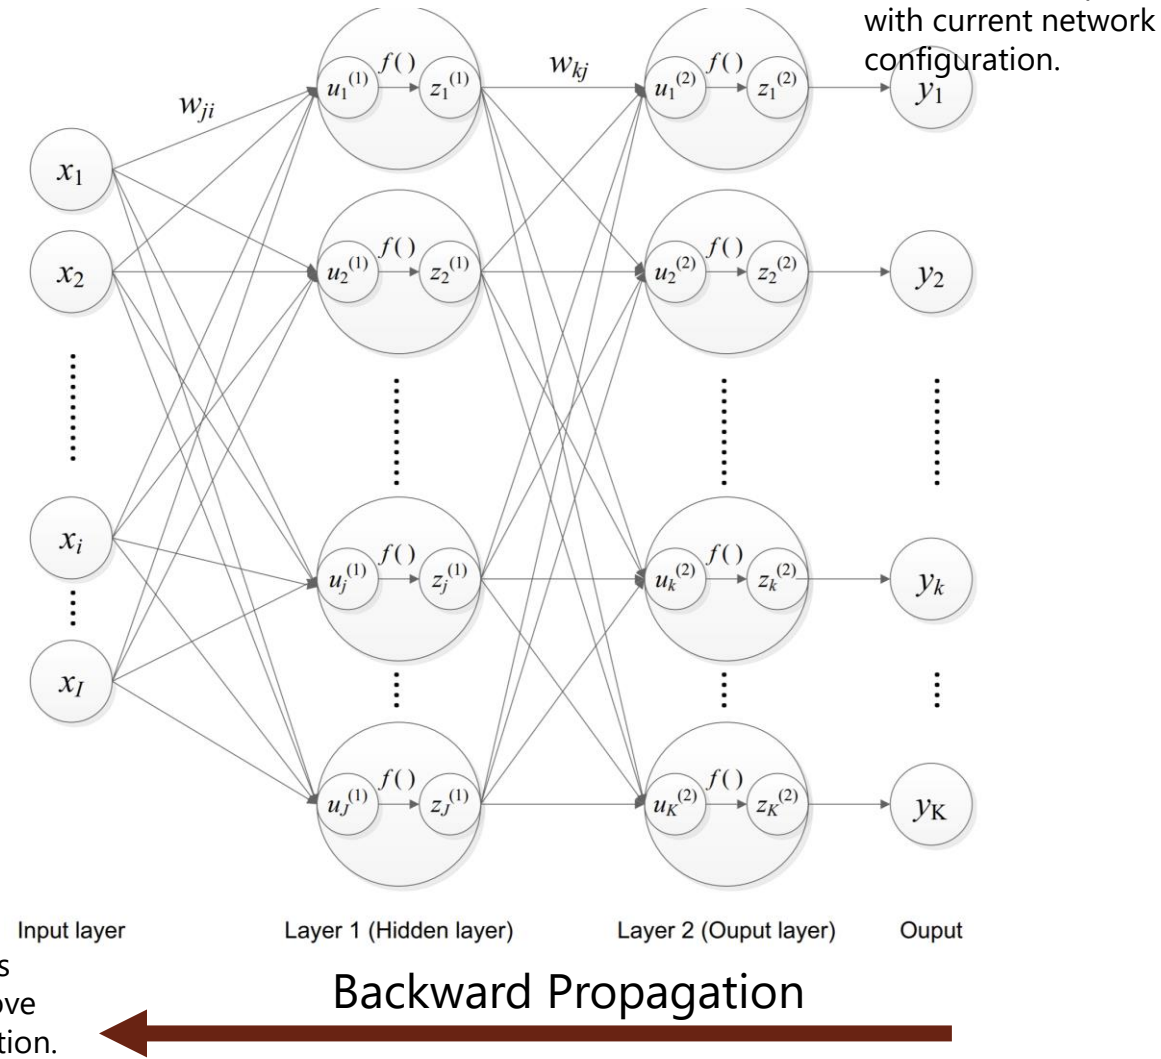 with current network
configuration.
w_ji
f() w_kj f()
u_1^(1) z_1^(1) u_1^(2) z_1^(2) y_1
x_1
f() f()
x_2 u_2^(1) z_2^(1) u_2^(2) z_2^(2) y_2
f() f()
x_i u_j^(1) z_j^(1) u_k^(2) z_k^(2) y_k
x_I
f() f()
u_J^(1) z_J^(1) u_K^(2) z_K^(2) y_K
Input layer Layer 1 (Hidden layer) Layer 2 (Ouput layer) Ouput
Backward Propagation